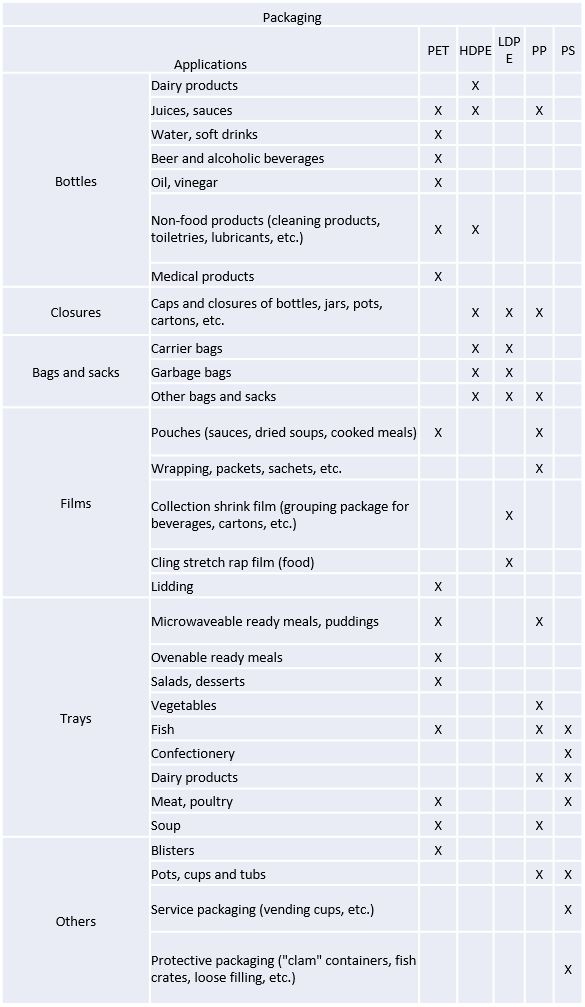 Packaging
Applications PET HDPE LDP
E PP PS
Bottles
Dairy products X
Juices, sauces X X X
Water, soft drinks X
Beer and alcoholic beverages X
Oil, vinegar X
Non-food products (cleaning products,
toiletries, lubricants, etc.) X X
Medical products X
Closures
Caps and closures of bottles, jars, pots,
cartons, etc. X X X
Bags and sacks
Carrier bags X X
Garbage bags X X
Other bags and sacks X X X
Films
Pouches (sauces, dried soups, cooked meals) X X
Wrapping, packets, sachets, etc. X
Collection shrink film (grouping package for
beverages, cartons, etc.) X
Cling stretch rap film (food) X
Lidding X
Trays
Microwaveable ready meals, puddings X X
Ovenable ready meals X
Salads, desserts X
Vegetables X
Fish X X X
Confectionery X
Dairy products X X
Meat, poultry X X
Soup X X
Others
Blisters X
Pots, cups and tubs X X
Service packaging (vending cups, etc.) X
Protective packaging ("clam" containers, fish
crates, loose filling, etc.) X